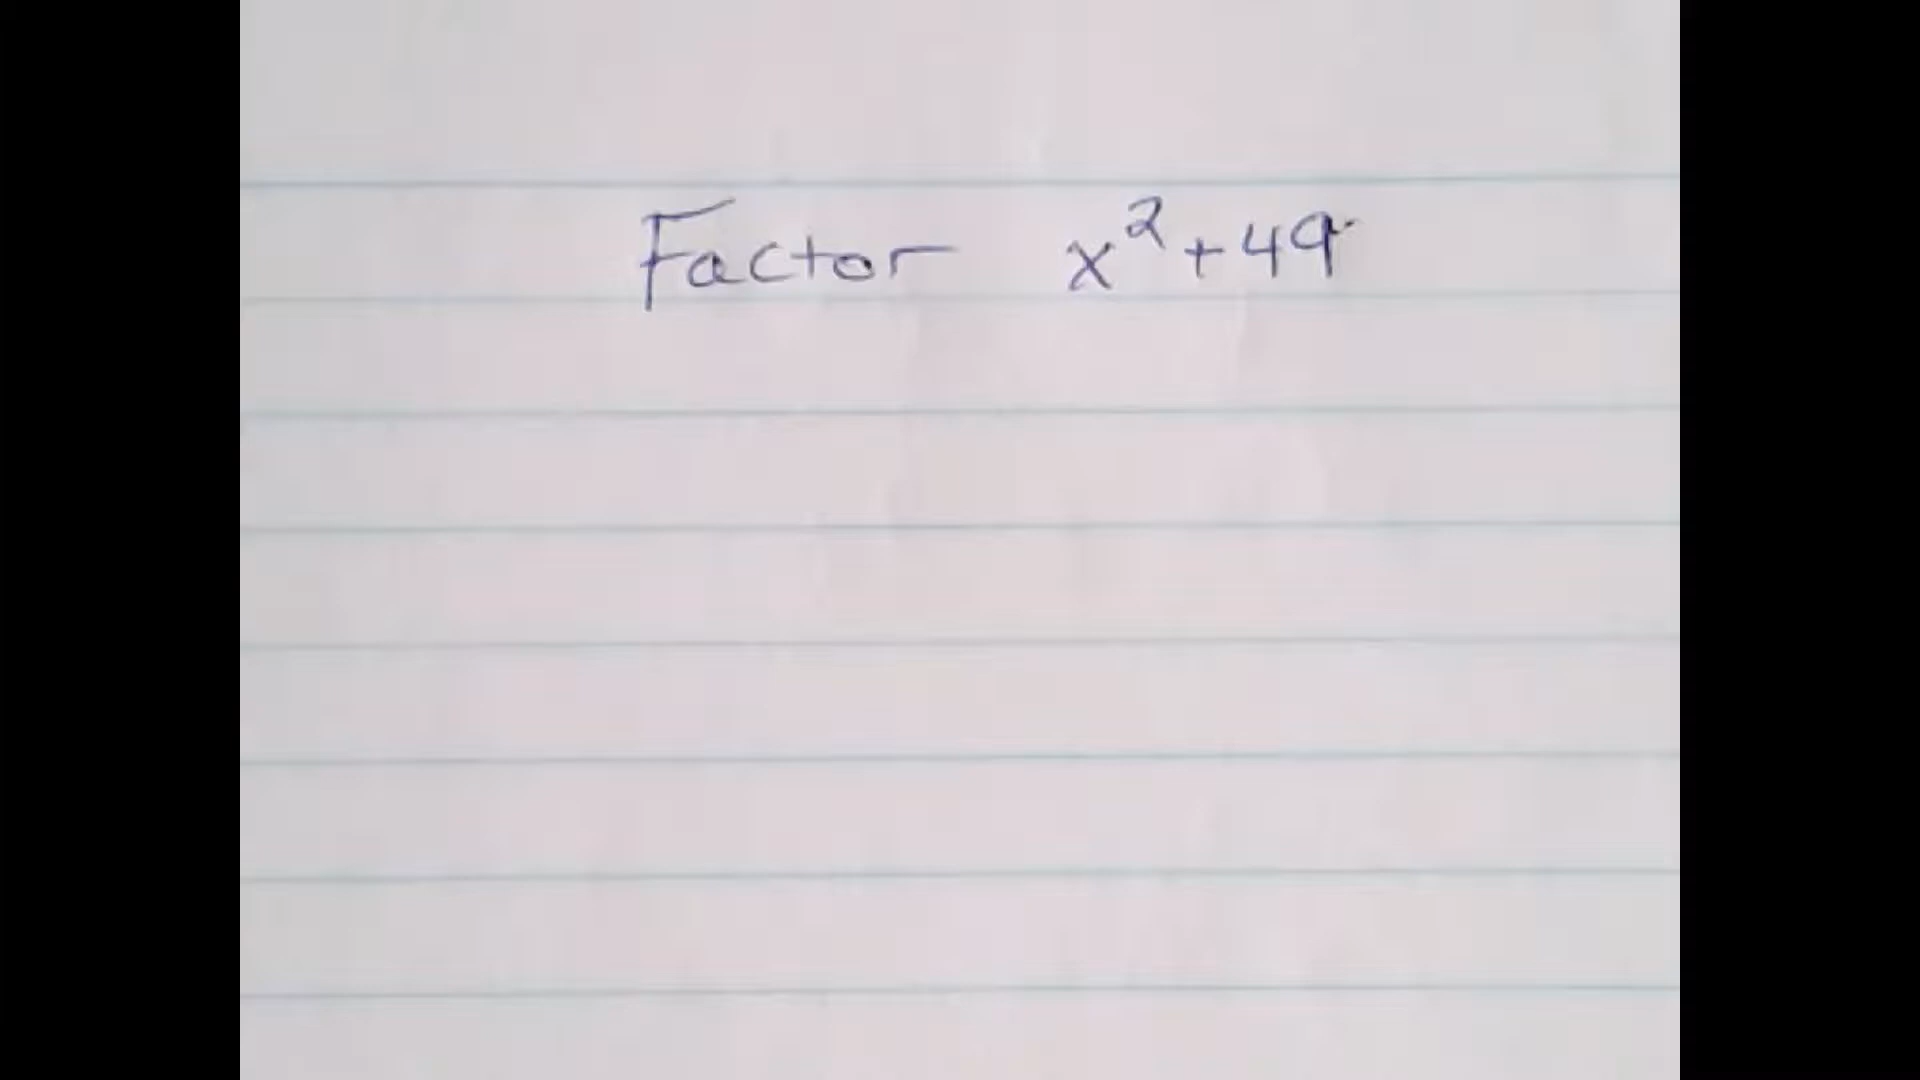 Factor x² + 49